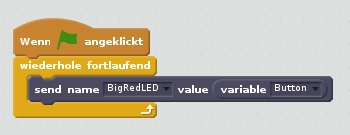 Wenn angeklickt
wiederhole fortlaufend
send name BigRedLED value variable Button